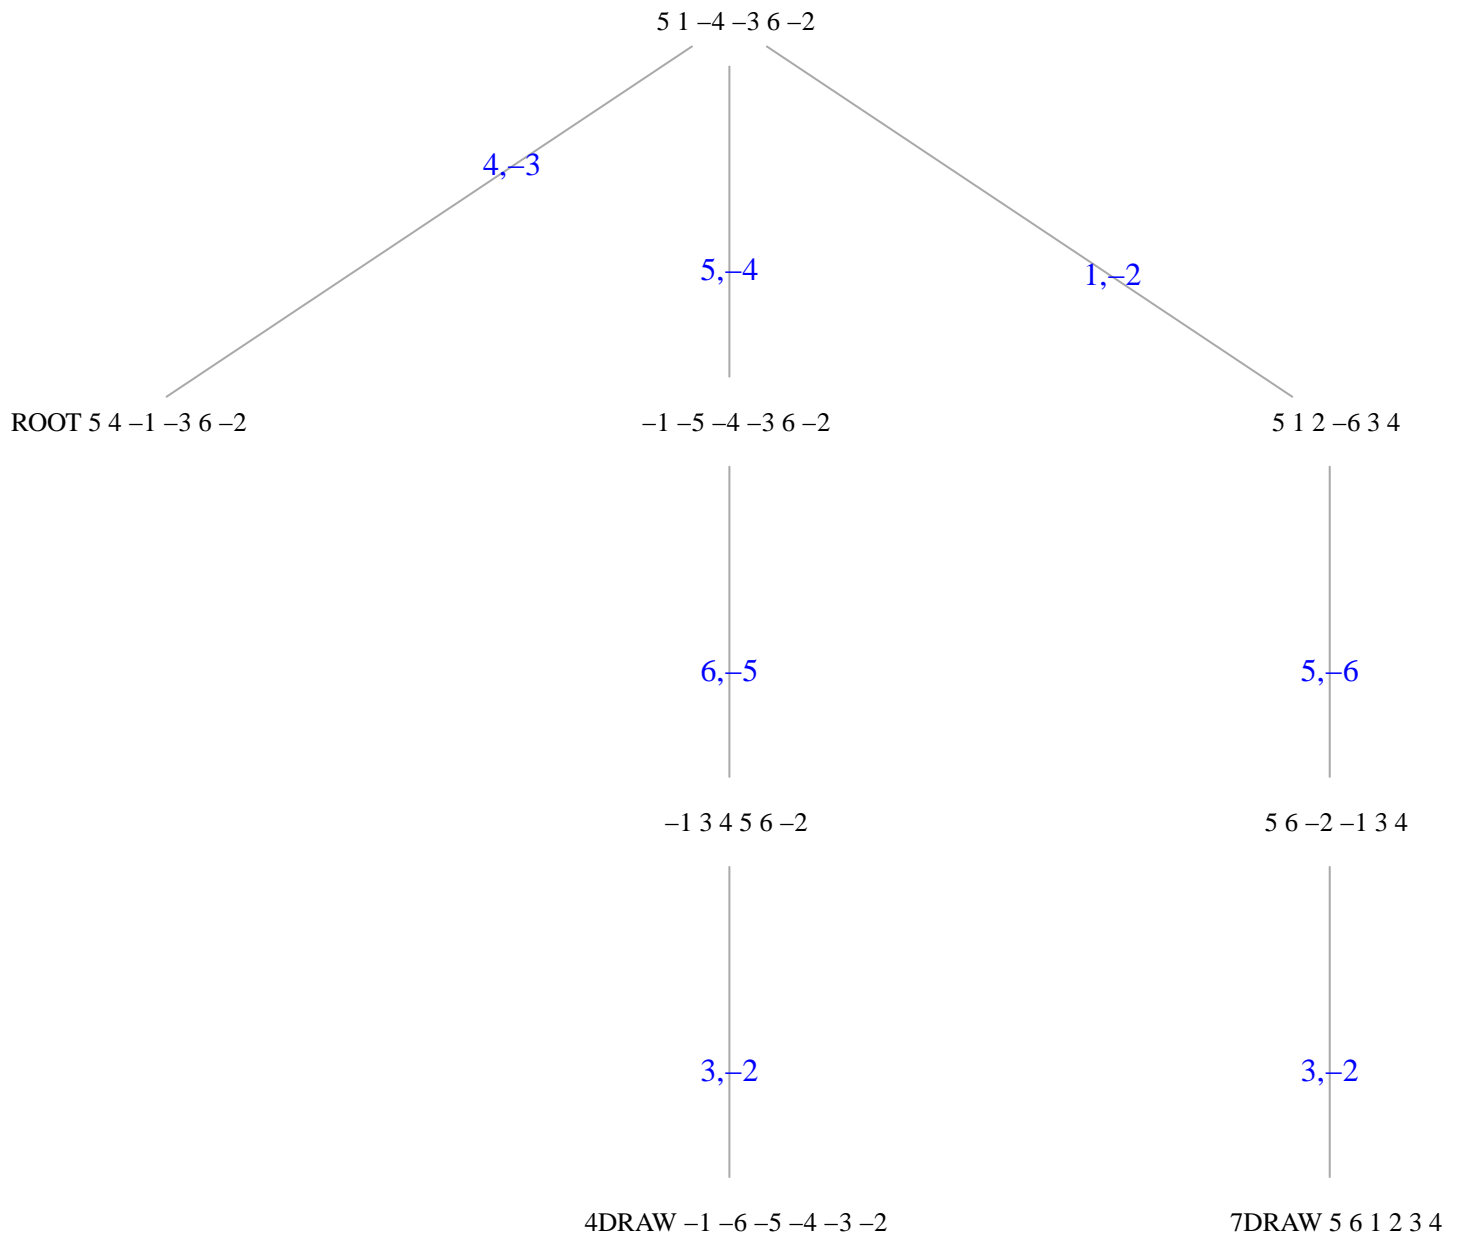 5 1 –4 –3 6 –2
4,–3
5,–4
1,–2
ROOT 5 4 –1 –3 6 –2
–1 –5 –4 –3 6 –2
5 1 2 –6 3 4
6,–5
5,–6
–1 3 4 5 6 –2
5 6 –2 –1 3 4
3,–2
3,–2
4DRAW –1 –6 –5 –4 –3 –2
7DRAW 5 6 1 2 3 4